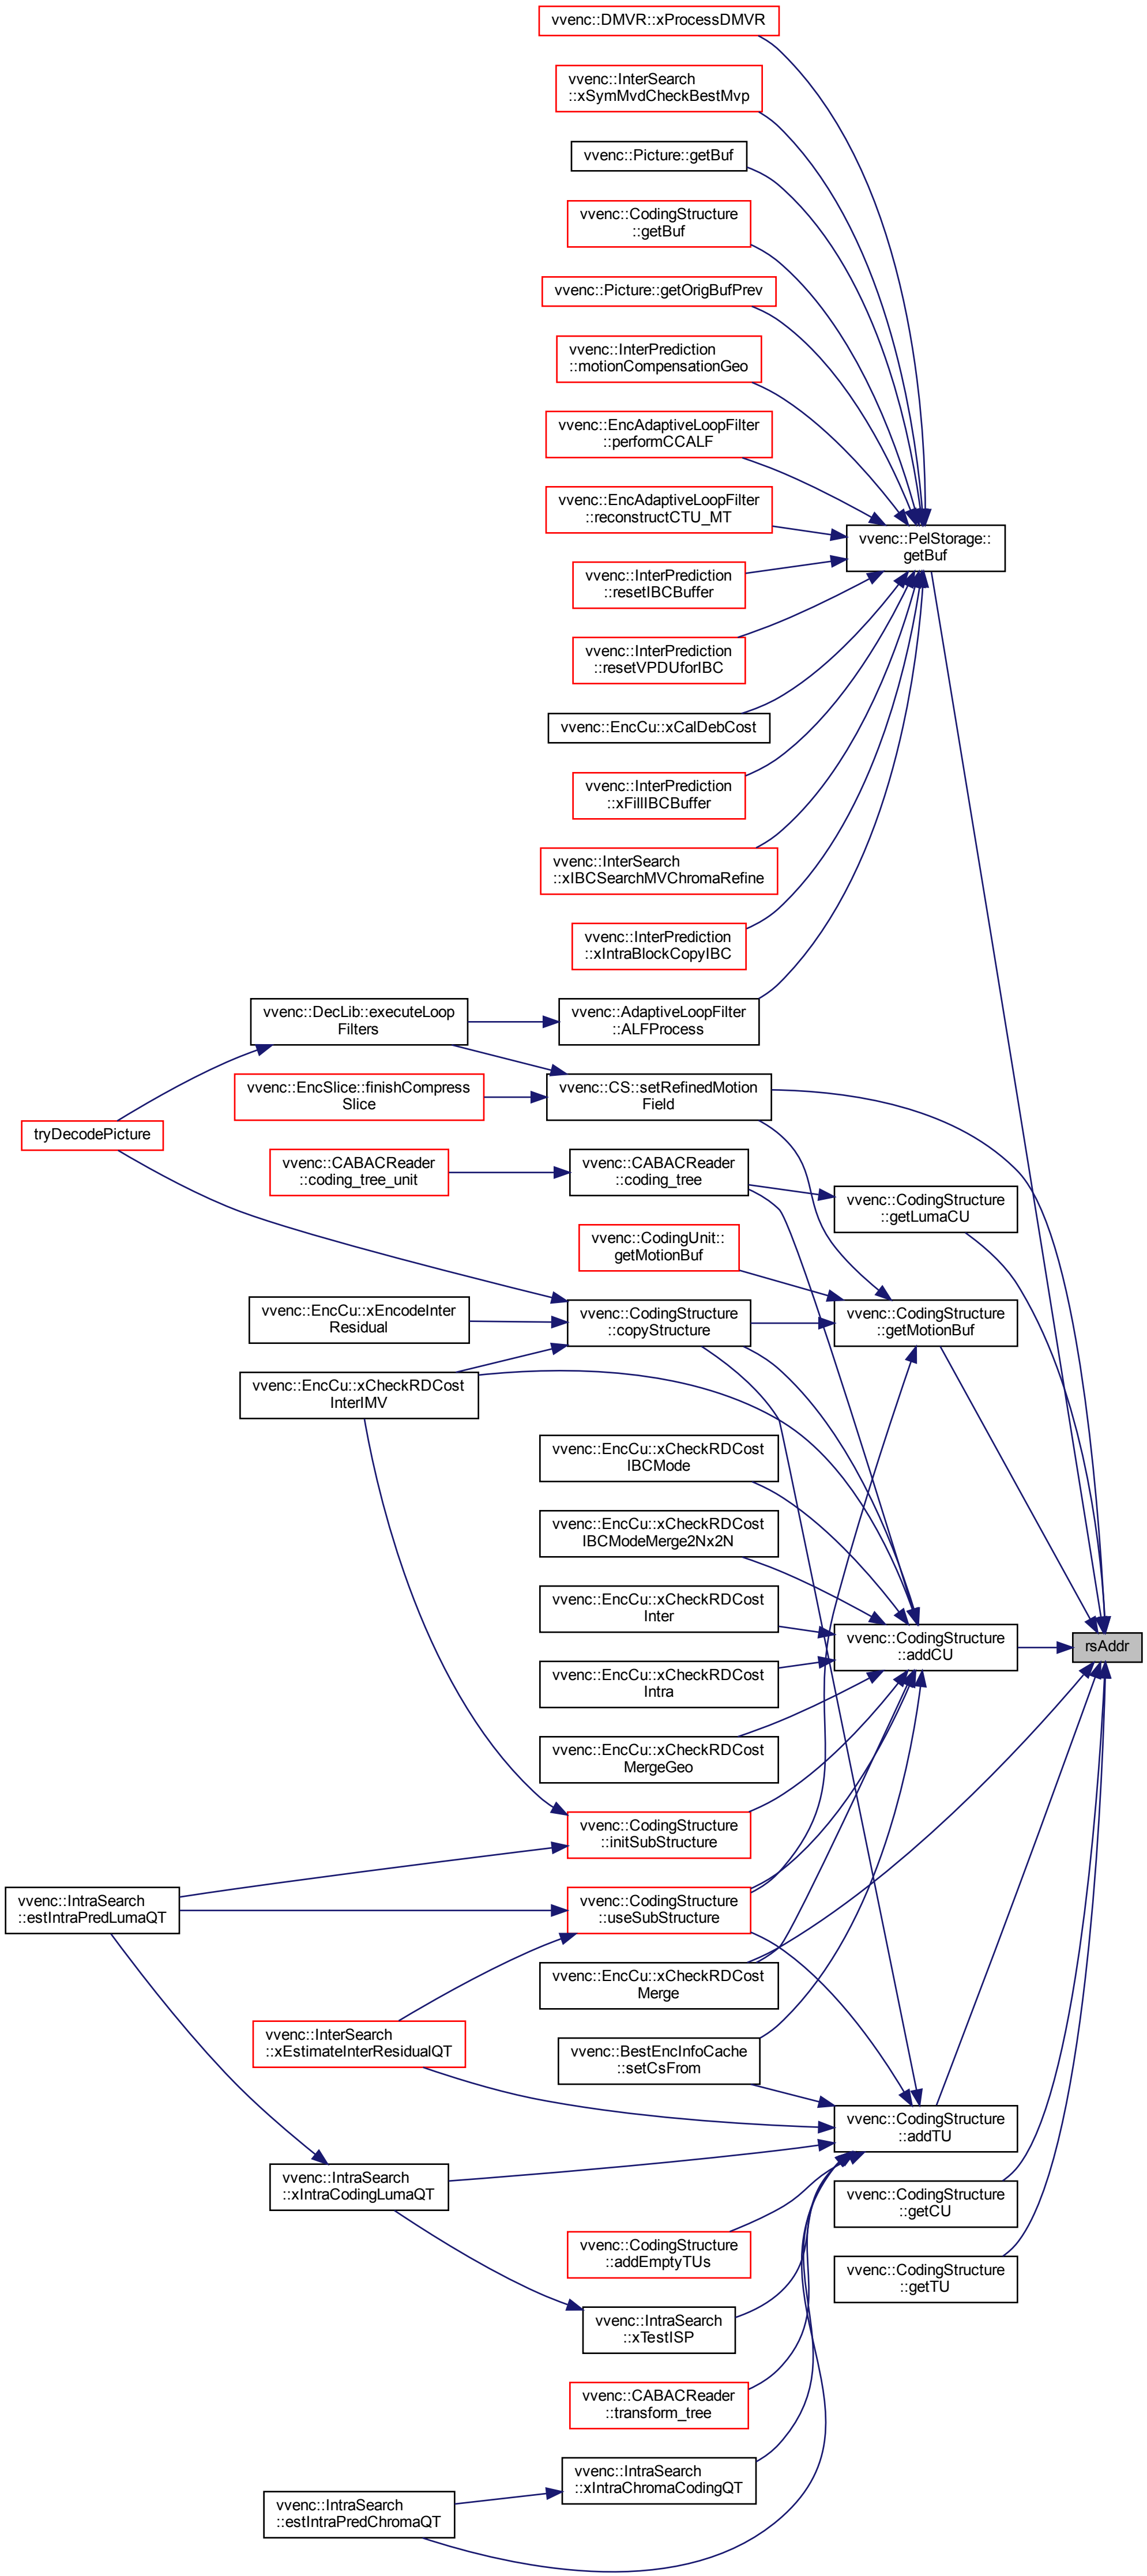 vvenc::DMVR::xProcessDMVR
vvenc::InterSearch
::xSymMvdCheckBestMvp
vvenc::Picture::getBuf
vvenc::CodingStructure
::getBuf
vvenc::Picture::getOrigBufPrev
vvenc::InterPrediction
::motionCompensationGeo
vvenc::EncAdaptiveLoopFilter
::performCCALF
vvenc::EncAdaptiveLoopFilter
::reconstructCTU_MT
vvenc::PelStorage::
getBuf
vvenc::InterPrediction
::resetIBCBuffer
vvenc::InterPrediction
::resetVPDUforIBC
vvenc::EncCu::xCalDebCost
vvenc::InterPrediction
::xFillIBCBuffer
vvenc::InterSearch
::xIBCSearchMVChromaRefine
vvenc::InterPrediction
::xIntraBlockCopyIBC
vvenc::DecLib::executeLoop
Filters
vvenc::AdaptiveLoopFilter
::ALFProcess
vvenc::EncSlice::finishCompress
Slice
vvenc::CS::setRefinedMotion
Field
tryDecodePicture
vvenc::CABACReader
::coding_tree_unit
vvenc::CABACReader
::coding_tree
vvenc::CodingStructure
::getLumaCU
vvenc::CodingUnit::
getMotionBuf
vvenc::EncCu::xEncodeInter
Residual
vvenc::CodingStructure
::copyStructure
vvenc::CodingStructure
::getMotionBuf
vvenc::EncCu::xCheckRDCost
InterIMV
vvenc::EncCu::xCheckRDCost
IBCMode
vvenc::EncCu::xCheckRDCost
IBCModeMerge2Nx2N
vvenc::EncCu::xCheckRDCost
Inter
vvenc::CodingStructure
::addCU
rsAddr
vvenc::EncCu::xCheckRDCost
Intra
vvenc::EncCu::xCheckRDCost
MergeGeo
vvenc::CodingStructure
::initSubStructure
vvenc::IntraSearch
::estIntraPredLumaQT
vvenc::CodingStructure
::useSubStructure
vvenc::EncCu::xCheckRDCost
Merge
vvenc::InterSearch
::xEstimateInterResidualQT
vvenc::BestEncInfoCache
::setCsFrom
vvenc::CodingStructure
::addTU
vvenc::IntraSearch
::xIntraCodingLumaQT
vvenc::CodingStructure
::getCU
vvenc::CodingStructure
::addEmptyTUs
vvenc::CodingStructure
::getTU
vvenc::IntraSearch
::xTestISP
vvenc::CABACReader
::transform_tree
vvenc::IntraSearch
::xIntraChromaCodingQT
vvenc::IntraSearch
::estIntraPredChromaQT